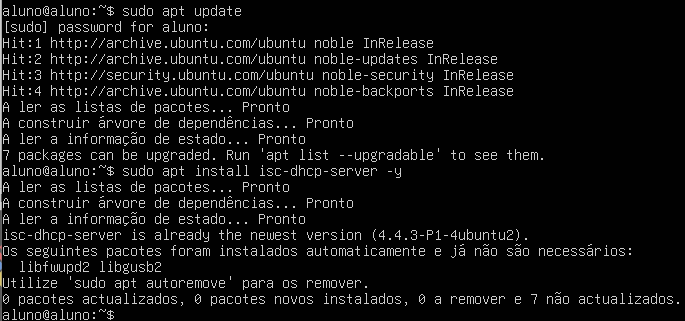 aluno@aluno:~$ sudo apt update
[sudo] password for aluno:
Hit:1 http://archive.ubuntu.com/ubuntu noble InRelease
Hit:2 http://archive.ubuntu.com/ubuntu noble-updates InRelease
Hit:3 http://security.ubuntu.com/ubuntu noble-security InRelease
Hit:4 http://archive.ubuntu.com/ubuntu noble-backports InRelease
A ler as listas de pacotes... Pronto
A construir árvore de dependências... Pronto
A ler a informação de estado... Pronto
7 packages can be upgraded. Run 'apt list --upgradable' to see them.
aluno@aluno:~$ sudo apt install isc-dhcp-server -y
A ler as listas de pacotes... Pronto
A construir árvore de dependências... Pronto
A ler a informação de estado... Pronto
isc-dhcp-server is already the newest version (4.4.3-P1-4ubuntu2).
Os seguintes pacotes foram instalados automaticamente e já não são necessários:
  libfwupd2 libgusb2
Utilize 'sudo apt autoremove' para os remover.
0 pacotes actualizados, 0 pacotes novos instalados, 0 a remover e 7 não actualizados.
aluno@aluno:~$